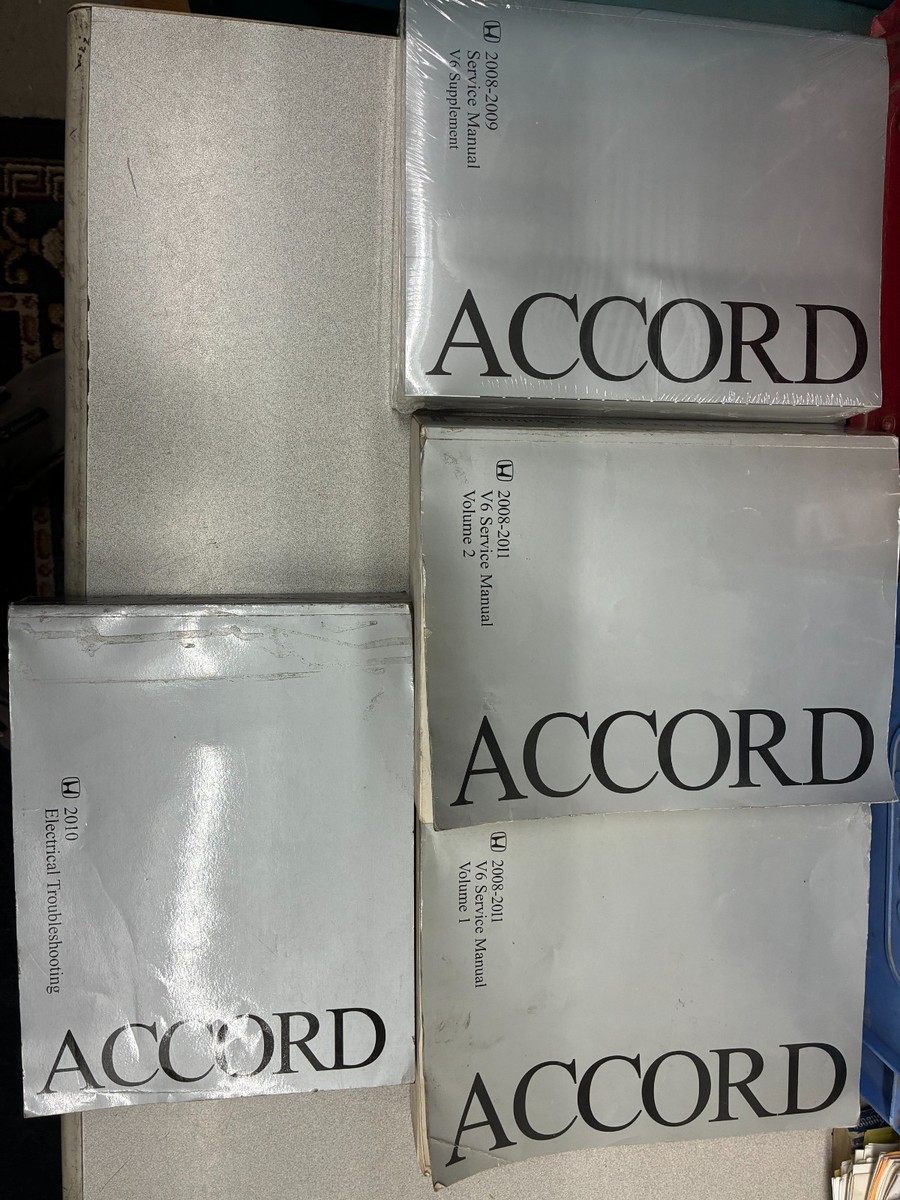 2008-2009
Service Manual
V6 Supplement
ACCORD
2008-2011
V6 Service Manual
Volume 2
ACCORD
2010
Electrical Troubleshooting
ACCORD
2008-2011
V6 Service Manual
Volume 1
ACCORD